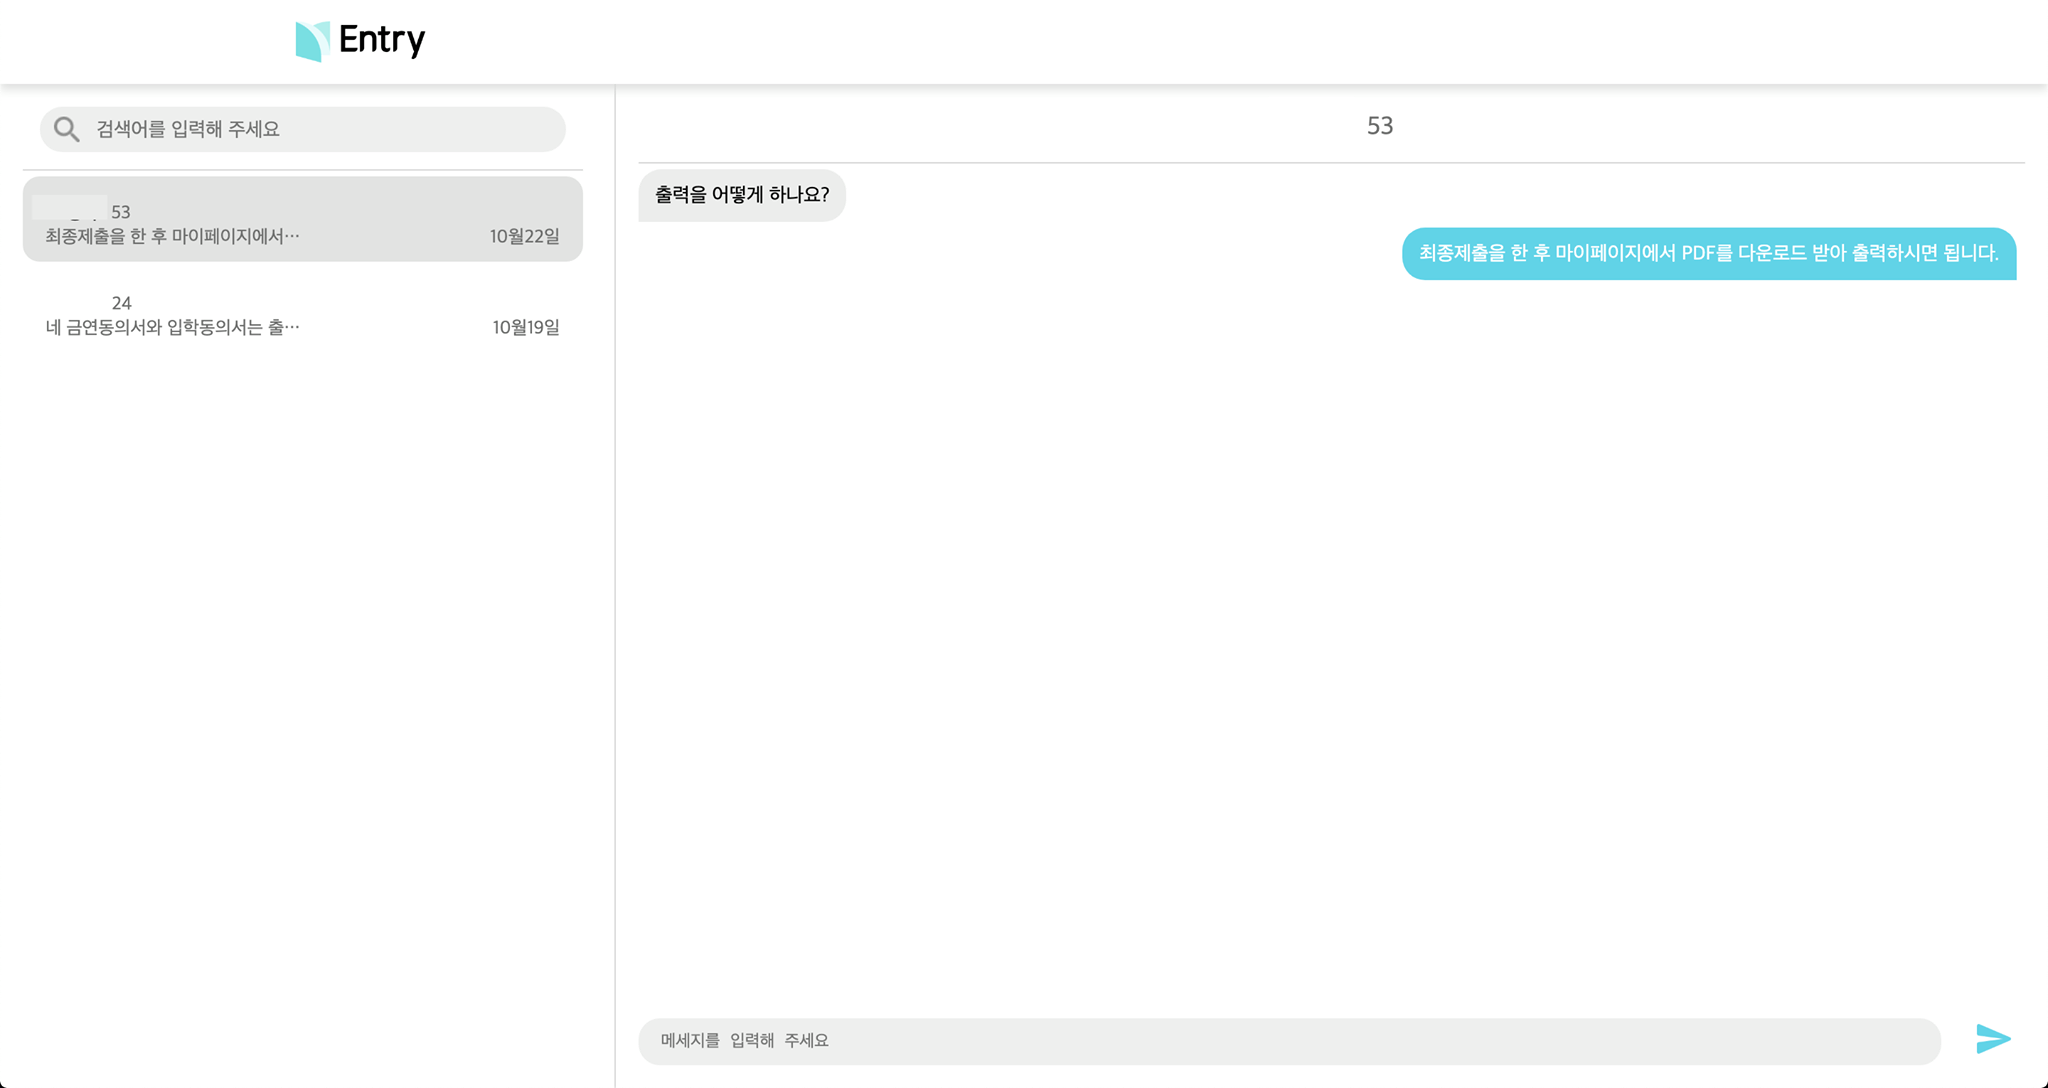 Entry
검색어를 입력해 주세요
53
최종제출을 한 후 마이페이지에서…
10월22일
24
네 금연동의서와 입학동의서는 출…
10월19일
53
출력을 어떻게 하나요?
최종제출을 한 후 마이페이지에서 PDF를 다운로드 받아 출력하시면 됩니다.
메세지를 입력해 주세요